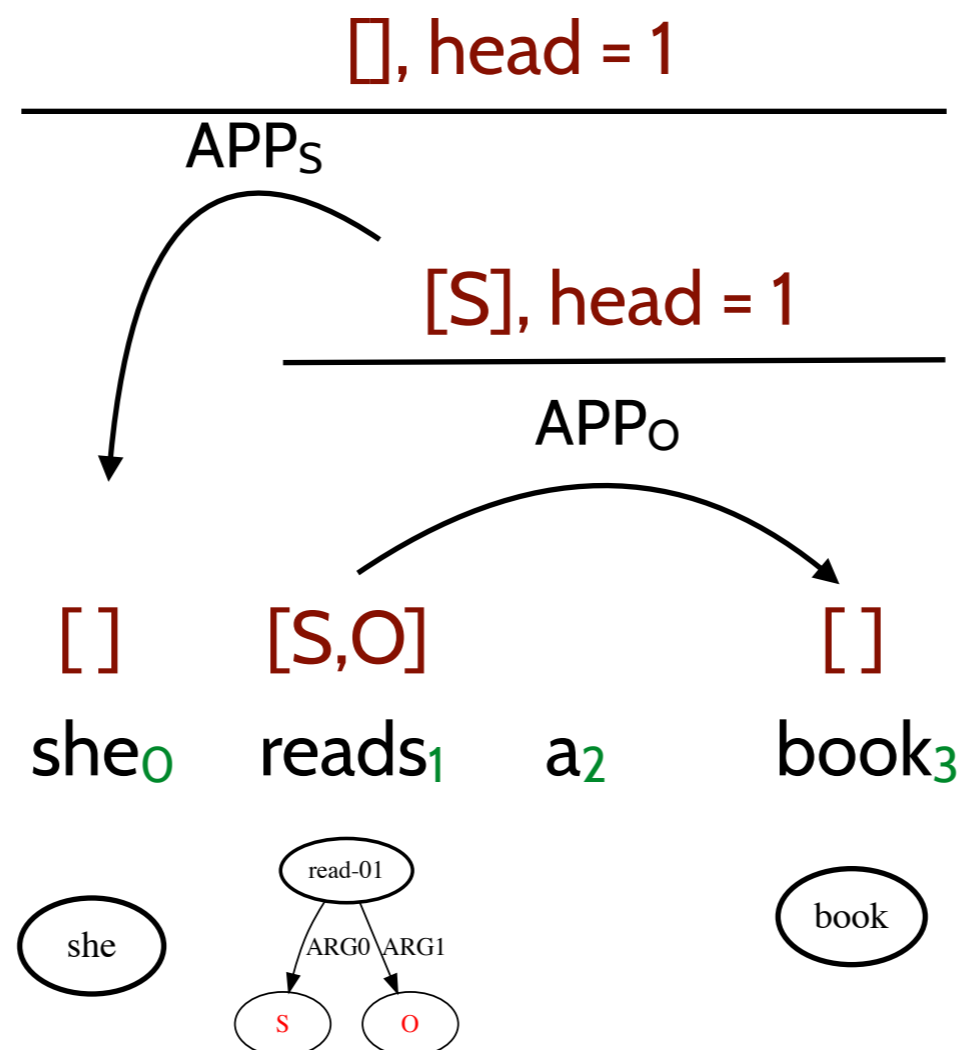 [], head = 1
APPS
[S], head = 1
APPO
[ ] [S,O] [ ]
she0 reads1 a2 book3
read-01
she ARG0 ARG1 book
S O